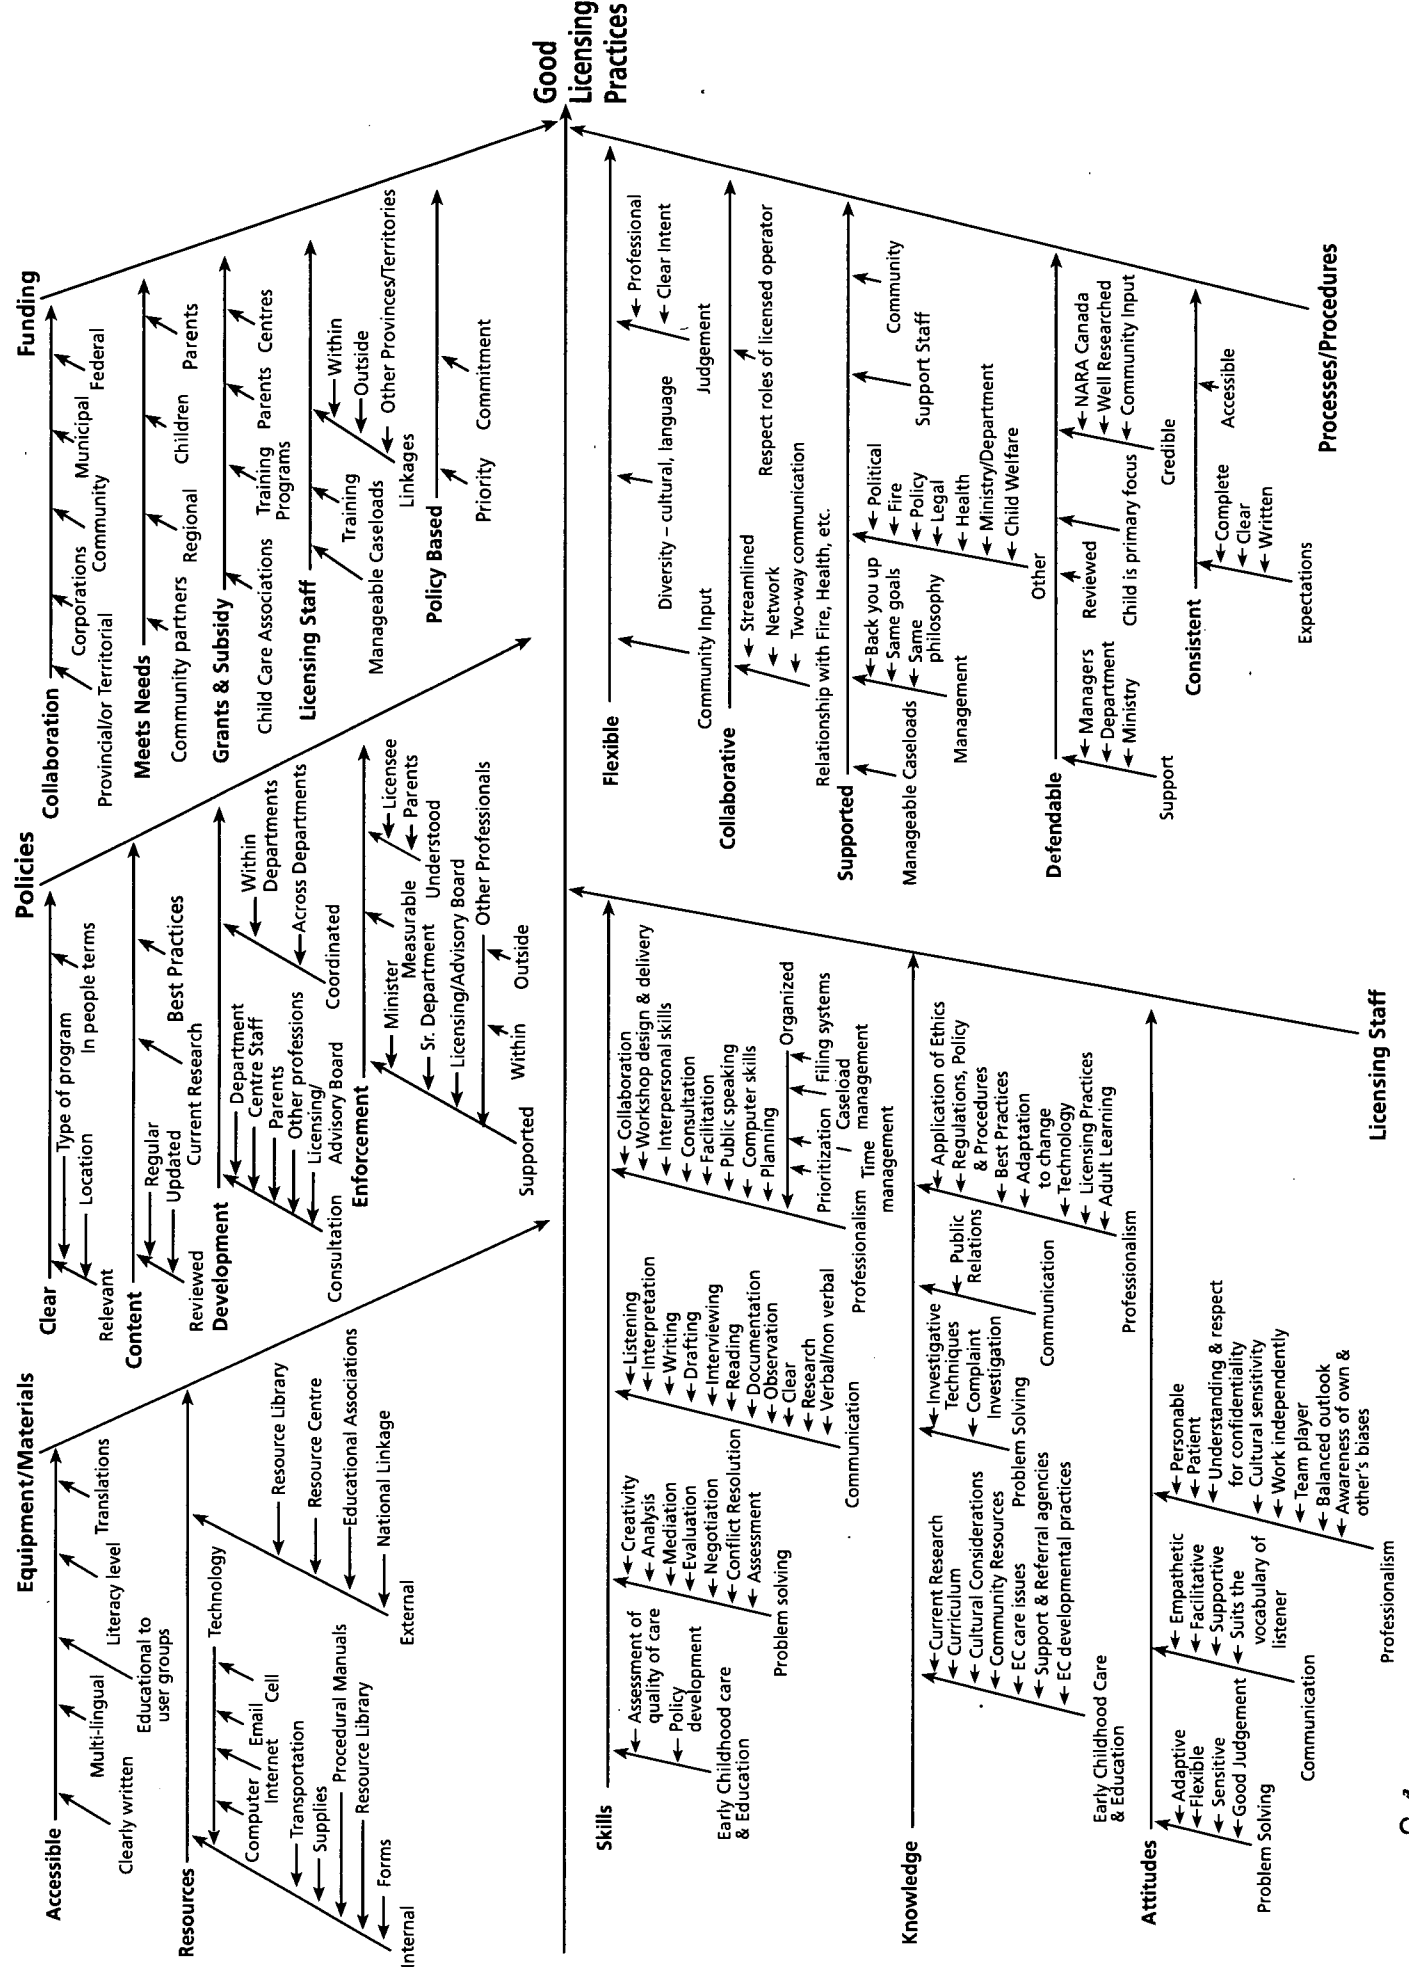 Good
Licensing
Practices
Equipment/Materials
Accessible
Clearly written
Multi-lingual
Educational to
user groups
Literacy level
Translations
Resources
Internal
Technology
Computer
Internet
Email
Cell
Transportation
Supplies
Procedural Manuals
Resource Library
Forms
External
Resource Library
Resource Centre
Educational Associations
National Linkage
Policies
Clear
Relevant
Type of program
Location
In people terms
Content
Reviewed
Regular
Updated
Current Research
Best Practices
Development
Consultation
Department
Centre Staff
Parents
Other professions
Licensing/
Advisory Board
Coordinated
Within
Departments
Across Departments
Enforcement
Supported
Minister
Sr. Department
Licensing/Advisory Board
Other Professionals
Within
Outside
Measurable
Understood
Licensee
Parents
Funding
Collaboration
Provincial/or Territorial
Corporations
Community
Municipal
Federal
Meets Needs
Community partners
Regional
Children
Parents
Grants & Subsidy
Child Care Associations
Training
Programs
Parents
Centres
Licensing Staff
Manageable Caseloads
Training
Linkages
Within
Outside
Other Provinces/Territories
Policy Based
Priority
Commitment
Licensing Staff
Skills
Early Childhood care
& Education
Assessment of
quality of care
Policy
development
Problem solving
Creativity
Analysis
Mediation
Evaluation
Negotiation
Conflict Resolution
Assessment
Communication
Listening
Interpretation
Writing
Drafting
Interviewing
Reading
Documentation
Observation
Clear
Research
Verbal/non verbal
Professionalism
Collaboration
Workshop design & delivery
Interpersonal skills
Consultation
Facilitation
Public speaking
Computer skills
Planning
Organized
Prioritization
/
Time
management
Caseload
management
Filing systems
Knowledge
Early Childhood Care
& Education
Current Research
Curriculum
Cultural Considerations
Community Resources
EC care issues
Support & Referral agencies
EC developmental practices
Problem Solving
Investigative
Techniques
Complaint
Investigation
Communication
Public
Relations
Professionalism
Application of Ethics
Regulations, Policy
& Procedures
Best Practices
Adaptation
to change
Technology
Licensing Practices
Adult Learning
Attitudes
Problem Solving
Adaptive
Flexible
Sensitive
Good Judgement
Communication
Empathetic
Facilitative
Supportive
Suits the
vocabulary of
listener
Professionalism
Personable
Patient
Understanding & respect
for confidentiality
Cultural sensitivity
Work independently
Team player
Balanced outlook
Awareness of own &
other's biases
Processes/Procedures
Flexible
Community Input
Diversity – cultural, language
Judgement
Professional
Clear Intent
Collaborative
Relationship with Fire, Health, etc.
Streamlined
Network
Two-way communication
Respect roles of licensed operator
Supported
Manageable Caseloads
Management
Back you up
Same goals
Same
philosophy
Other
Political
Fire
Policy
Legal
Health
Ministry/Department
Child Welfare
Support Staff
Community
Defendable
Support
Managers
Department
Ministry
Reviewed
Child is primary focus
Credible
NARA Canada
Well Researched
Community Input
Consistent
Expectations
Complete
Clear
Written
Accessible